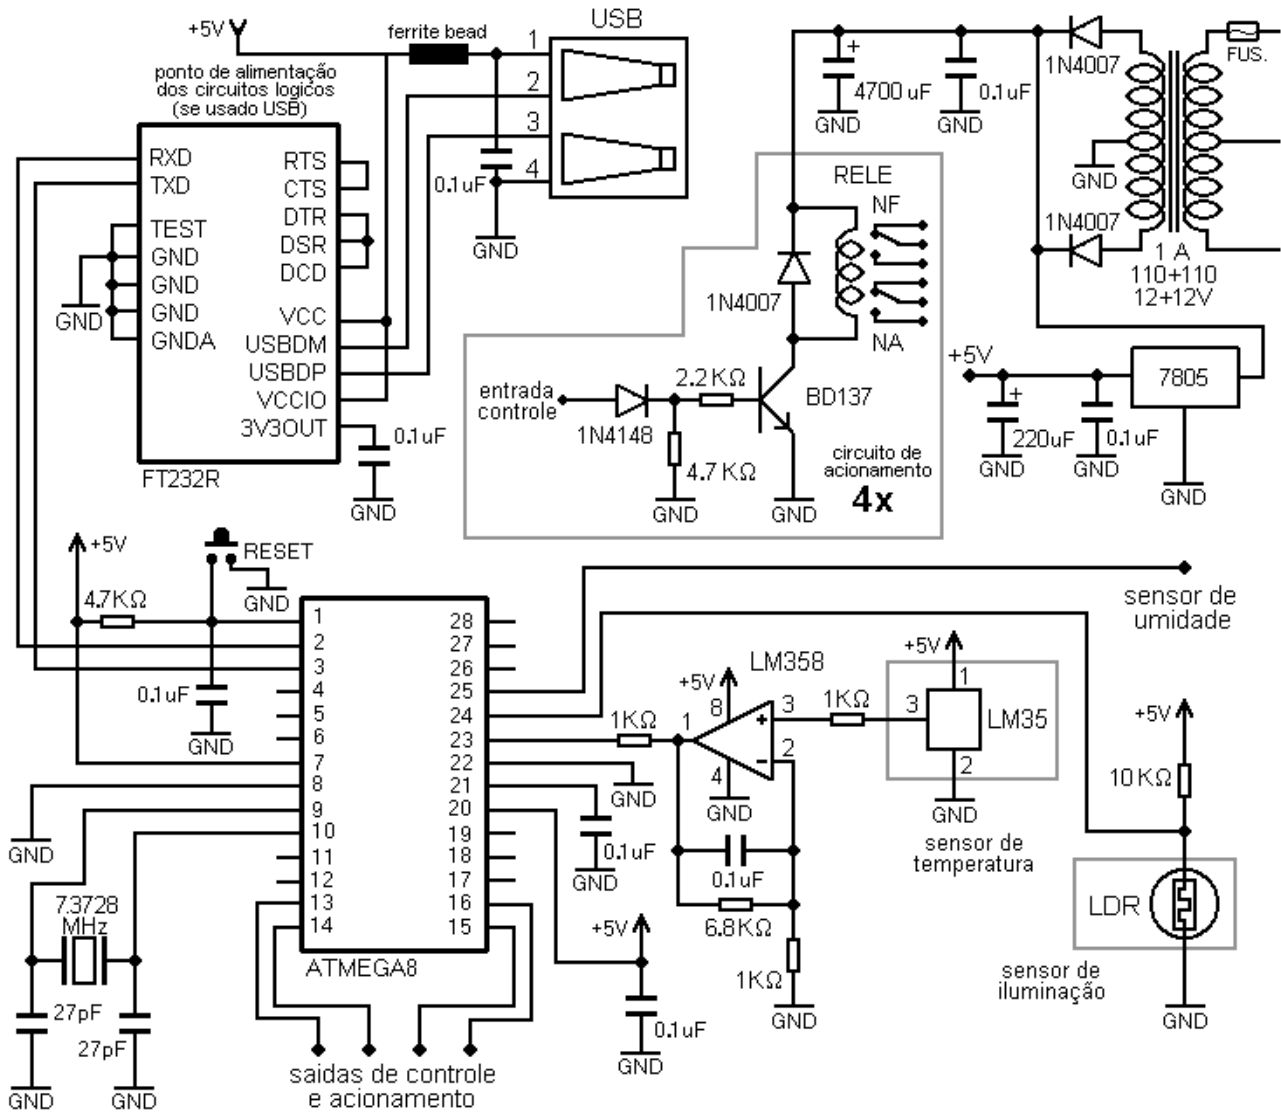 +5V
ferrite bead
USB
1
2
3
4
0.1uF
GND
ponto de alimentação
dos circuitos logicos
(se usado USB)
RXD
TXD
TEST
GND
GND
GND
GNDA
GND
RTS
CTS
DTR
DSR
DCD
VCC
USBDM
USBDP
VCCIO
3V3OUT
FT232R
0.1uF
GND
+
4700 uF
GND
0.1uF
GND
1N4007
FUS.
GND
1N4007
1 A
110+110
12+12V
RELE
NF
NA
1N4007
entrada
controle
1N4148
2.2KΩ
4.7 KΩ
GND
BD137
GND
circuito de
acionamento
4x
+5V
7805
+
220uF
GND
0.1uF
GND
GND
+5V
RESET
GND
4.7KΩ
0.1uF
GND
1
2
3
4
5
6
7
8
9
10
11
12
13
14
28
27
26
25
24
23
22
21
20
19
18
17
16
15
ATMEGA8
GND
7.3728
MHz
27pF
27pF
GND
GND
saidas de controle
e acionamento
sensor de
umidade
LM358
+5V
8
1KΩ
1
+
3
-
2
4
GND
1KΩ
+5V
1
3
LM35
2
GND
sensor de
temperatura
GND
0.1uF
GND
0.1uF
6.8KΩ
1KΩ
GND
+5V
0.1uF
GND
+5V
10KΩ
LDR
sensor de
iluminação
GND